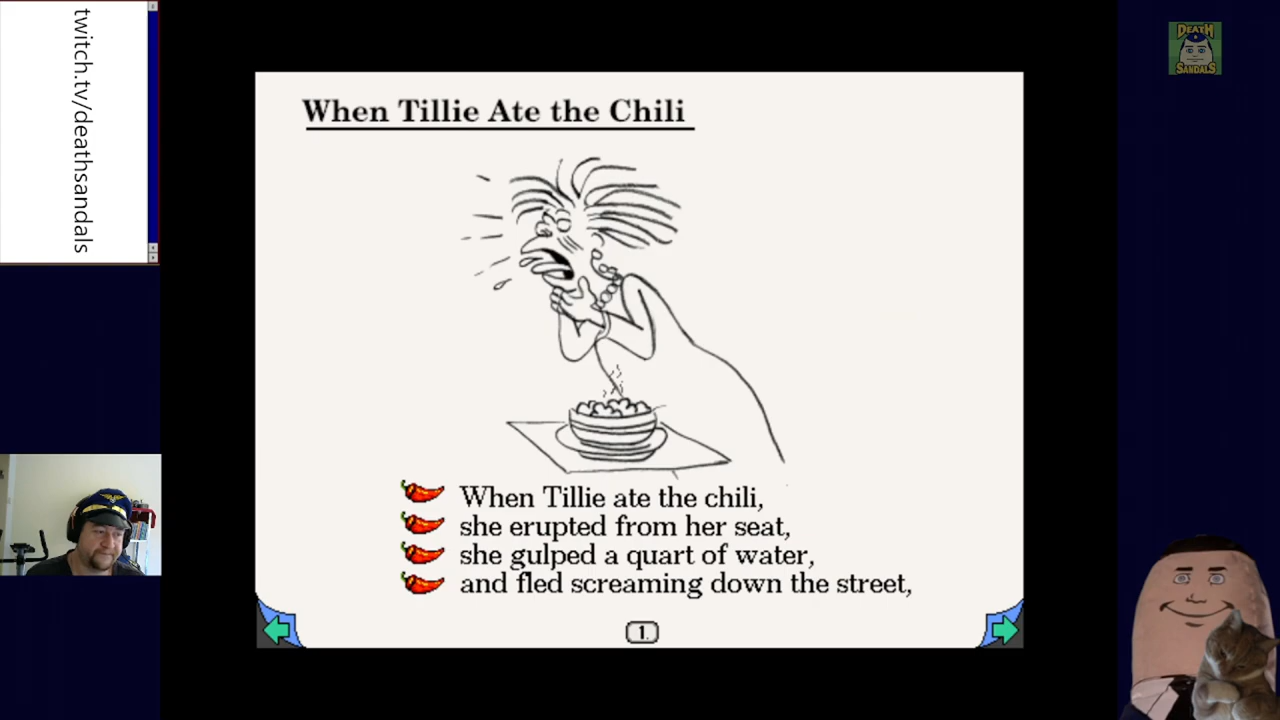 twitch.tv/deathsandals
DEATH
SANDALS
When Tillie Ate the Chili
When Tillie ate the chili,
she erupted from her seat,
she gulped a quart of water,
and fled screaming down the street,
1.